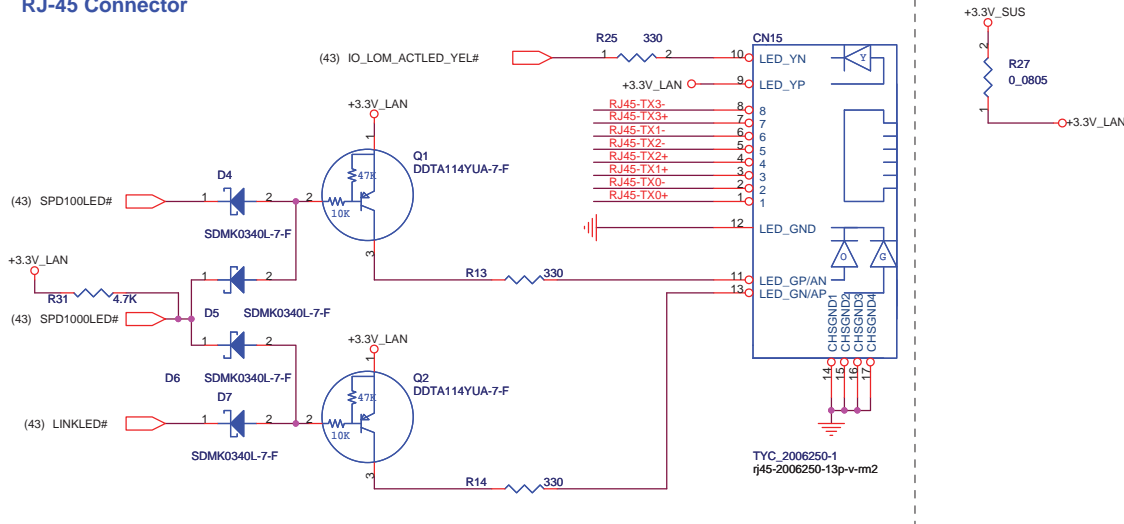 RJ-45 Connector
(43) IO_LOM_ACTLED_YEL#
R25 330
1 2
CN15
10 LED_YN
Y
+3.3V_LAN
9 LED_YP
RJ45-TX3- 8 8
RJ45-TX3+ 7 7
RJ45-TX1- 6 6
RJ45-TX2- 5 5
RJ45-TX2+ 4 4
RJ45-TX1+ 3 3
RJ45-TX0- 2 2
RJ45-TX0+ 1 1
12 LED_GND
O G
11 LED_GP/AN
13 LED_GN/AP
CHSGND1
CHSGND2
CHSGND3
CHSGND4
14
15
16
17
TYC_2006250-1
rj45-2006250-13p-v-rm2
+3.3V_LAN
1
Q1
DDTA114YUA-7-F
47K
10K
2
3
(43) SPD100LED#
D4
1 2
SDMK0340L-7-F
+3.3V_LAN
R31 4.7K
(43) SPD1000LED#
1 2
D5 SDMK0340L-7-F
1 2
D6 SDMK0340L-7-F
(43) LINKLED#
D7
1 2
SDMK0340L-7-F
+3.3V_LAN
1
Q2
DDTA114YUA-7-F
47K
10K
2
3
R13 330
R14 330
+3.3V_SUS
2
R27
0_0805
1
+3.3V_LAN